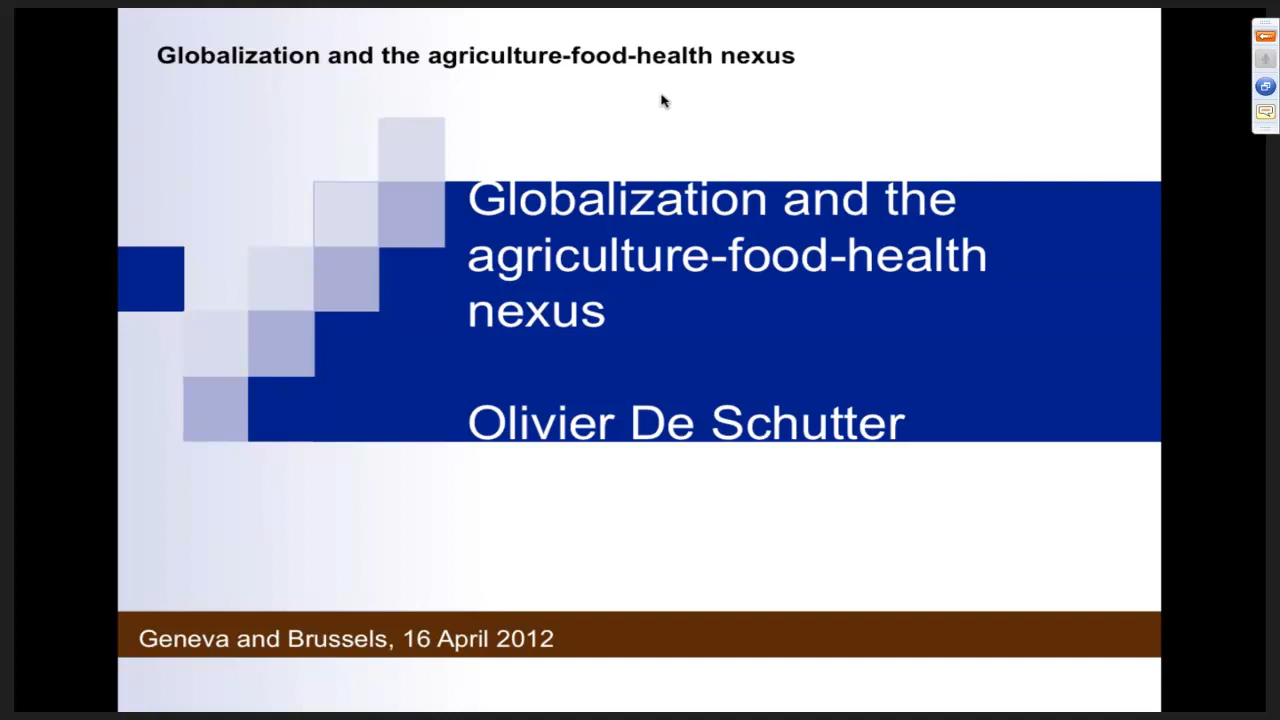 Globalization and the agriculture-food-health nexus
Globalization and the
agriculture-food-health
nexus
Olivier De Schutter
Geneva and Brussels, 16 April 2012